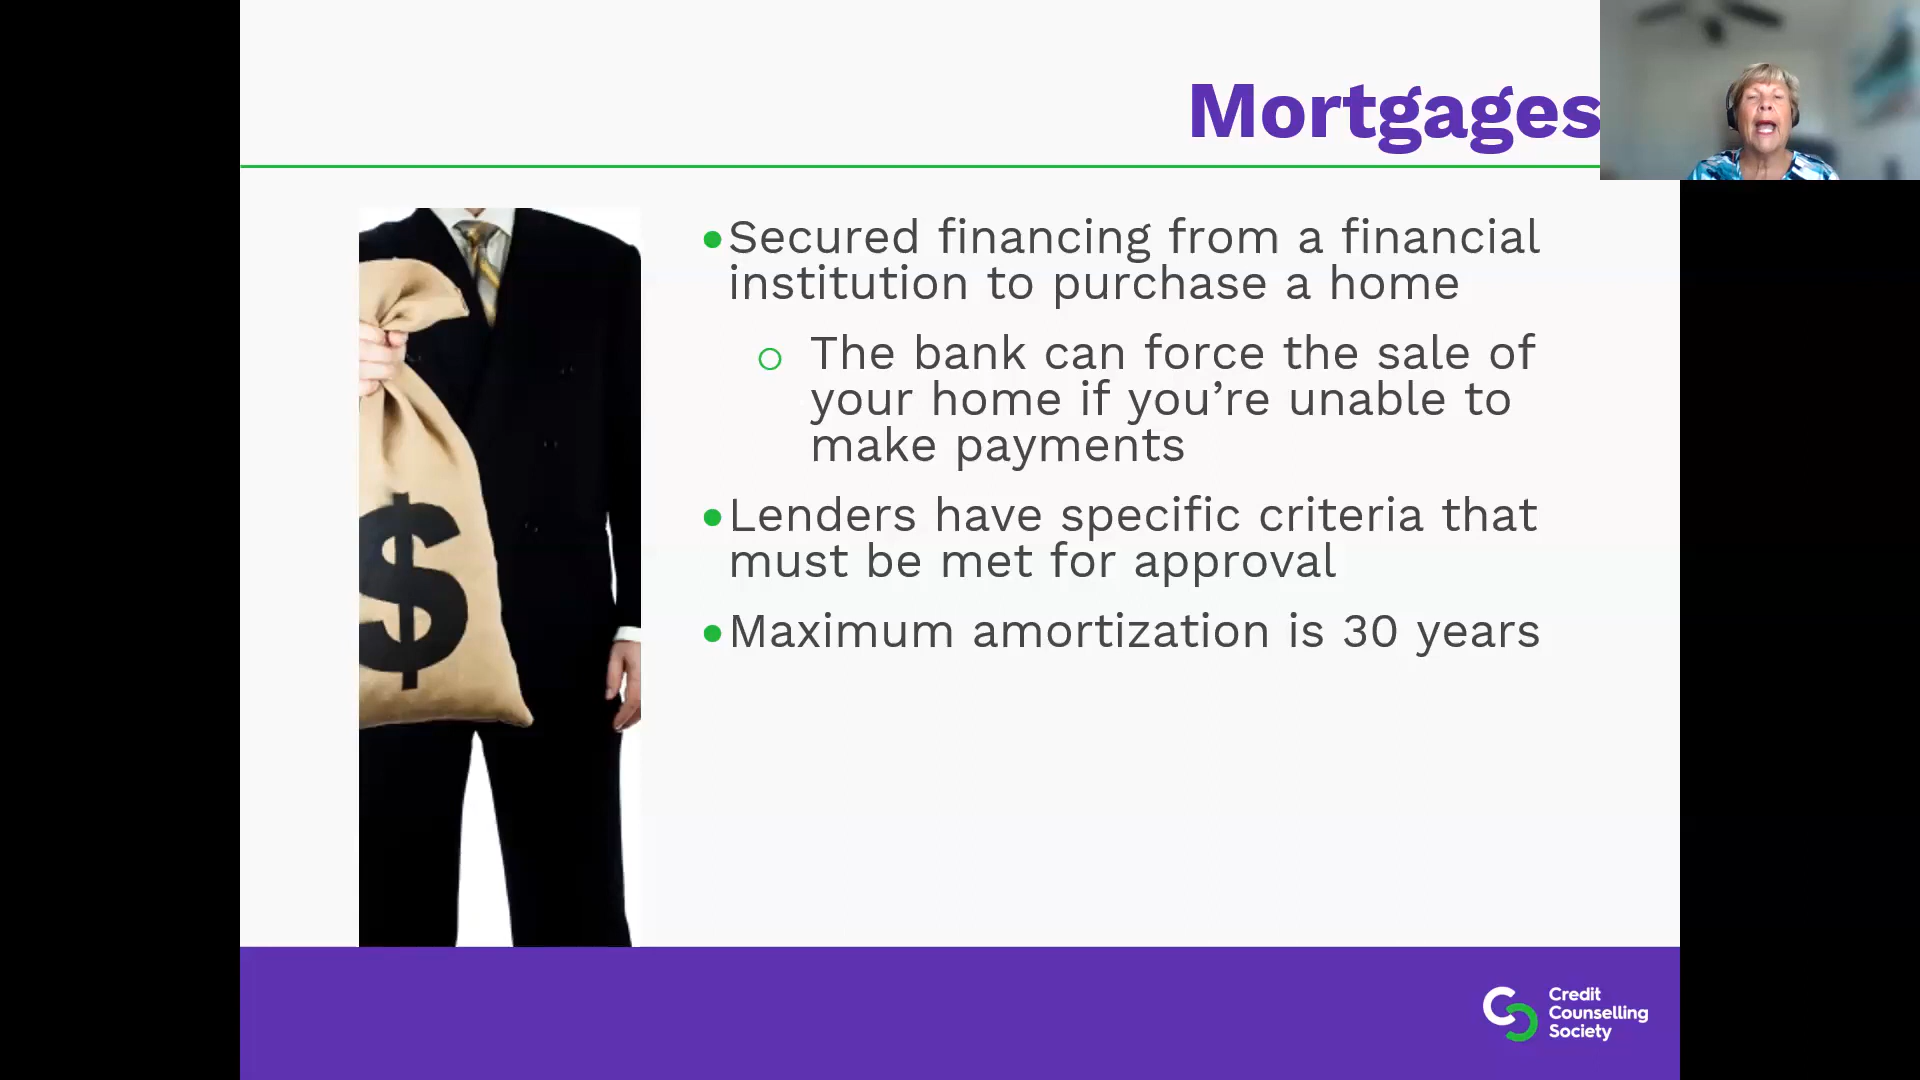 Mortgages
•Secured financing from a financial
institution to purchase a home
○ The bank can force the sale of
your home if you’re unable to
make payments
•Lenders have specific criteria that
must be met for approval
•Maximum amortization is 30 years
$
Credit
Counselling
Society